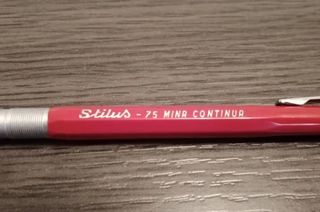 Stilus - 75 MINA CONTINUA